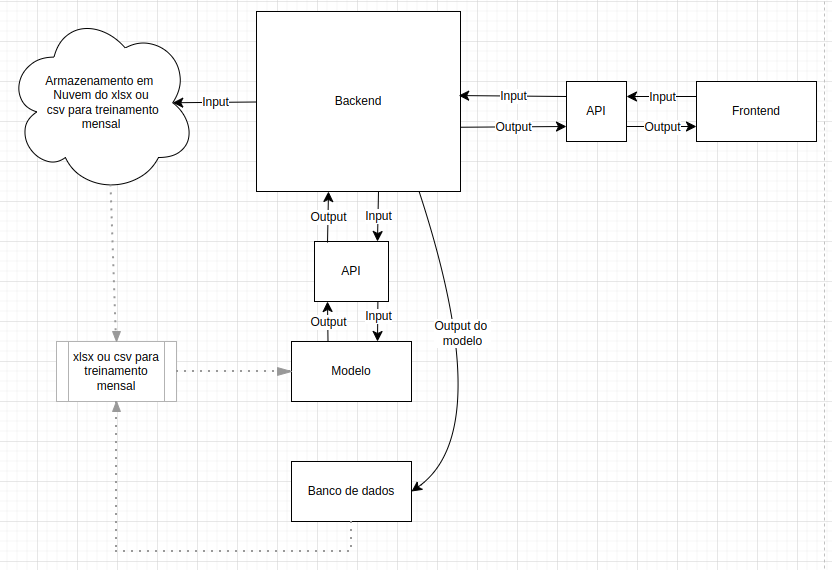 Armazenamento em
Nuvem do xlsx ou
csv para treinamento
mensal
Input
Backend
Input
Output
API
Input
Output
Frontend
Output
Input
API
Output
Input
Output do
modelo
xlsx ou csv para
treinamento
mensal
Modelo
Banco de dados